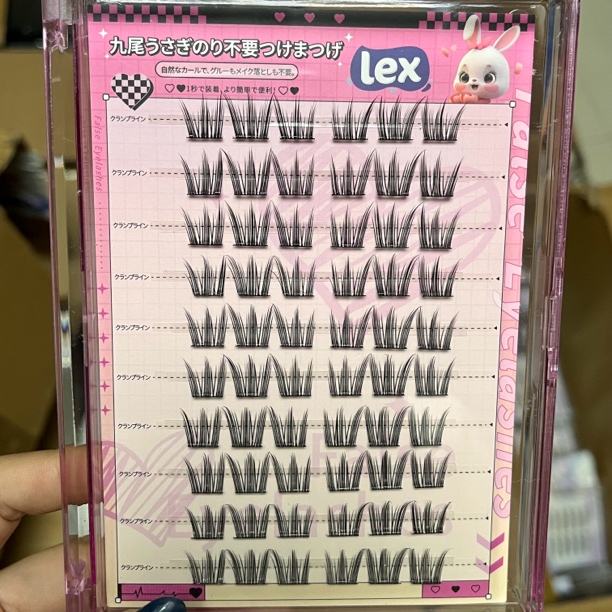 九尾うさぎのり不要つけまつげ
lex
自然なカールで、グルーもメイク落としも不要。
1秒で装着、より簡単で便利!
False Eyelashes
False Eyelashes
クランプライン
クランプライン
クランプライン
クランプライン
クランプライン
クランプライン
クランプライン
クランプライン
クランプライン
クランプライン